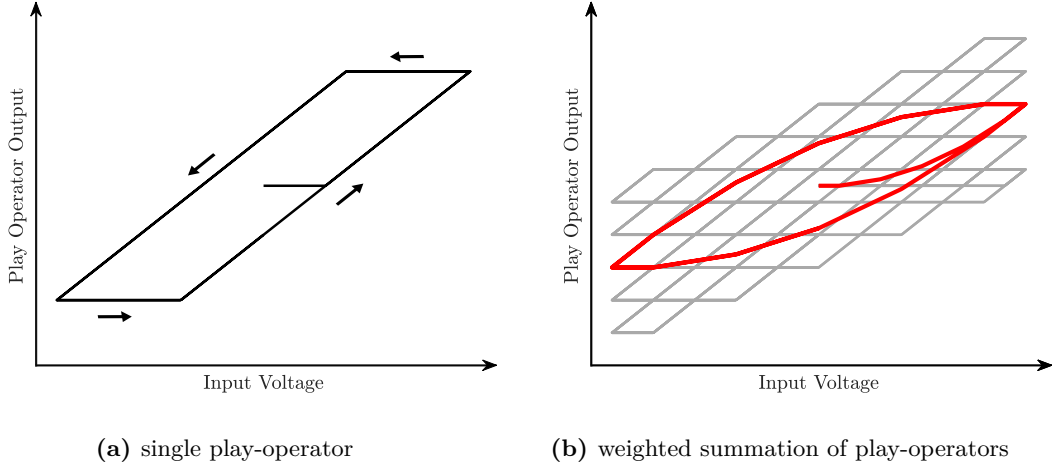 Play Operator Output
Input Voltage
(a) single play-operator
Play Operator Output
Input Voltage
(b) weighted summation of play-operators